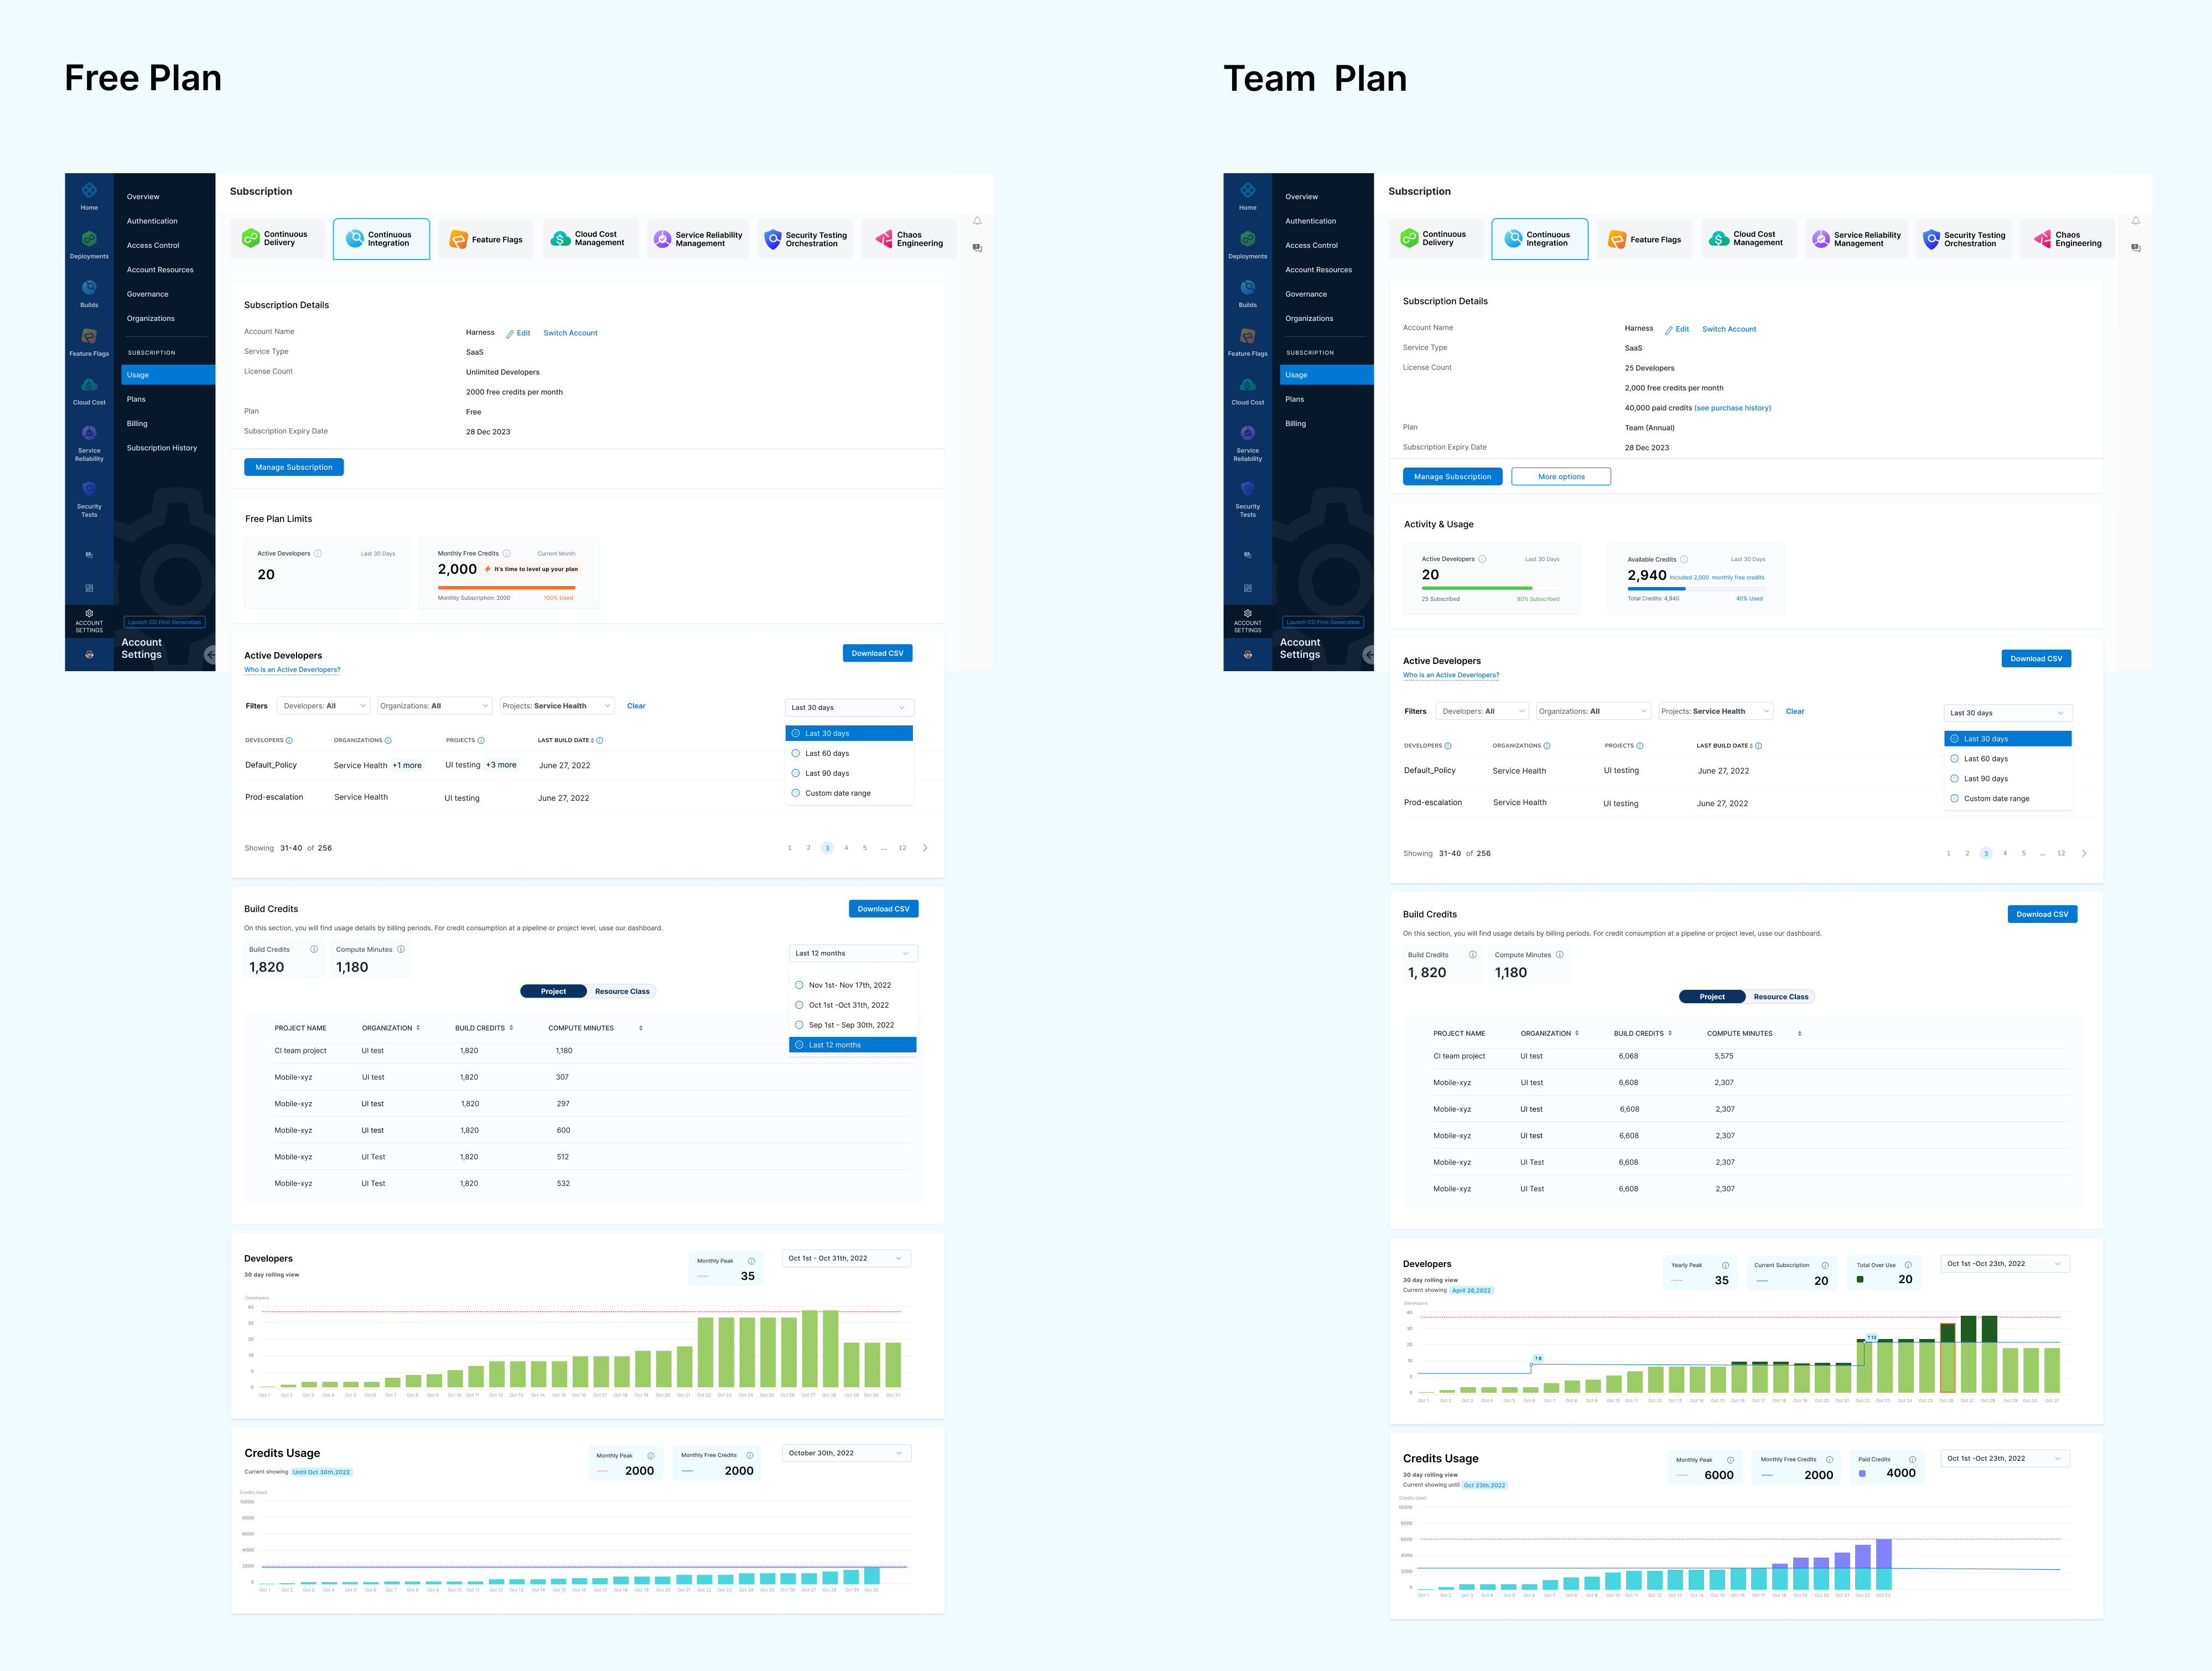 Free Plan
Home
Deployments
Builds
Feature Flags
Cloud Cost
Service
Reliability
Security
Tests
ACCOUNT
SETTINGS
Overview
Authentication
Access Control
Account Resources
Governance
Organizations
SUBSCRIPTION
Usage
Plans
Billing
Subscription History
Launch CD First Generation
Account
Settings
Subscription
Continuous
Delivery
Continuous
Integration
Feature Flags
Cloud Cost
Management
Service Reliability
Management
Security Testing
Orchestration
Chaos
Engineering
Subscription Details
Account Name Harness Edit Switch Account
Service Type SaaS
License Count Unlimited Developers
2000 free credits per month
Plan Free
Subscription Expiry Date 28 Dec 2023
Manage Subscription
Free Plan Limits
Active Developers Last 30 Days
20
Monthly Free Credits Current Month
2,000 It's time to level up your plan
Monthly Subscription: 2000 100% Used
Active Developers Download CSV
Who is an Active Deverlopers?
Filters Developers: All Organizations: All Projects: Service Health Clear Last 30 days
Last 30 days
Last 60 days
Last 90 days
Custom date range
DEVELOPERS ORGANIZATIONS PROJECTS LAST BUILD DATE
Default_Policy Service Health +1 more UI testing +3 more June 27, 2022
Prod-escalation Service Health UI testing June 27, 2022
Showing 31-40 of 256 1 2 3 4 5 ... 12
Build Credits Download CSV
On this section, you will find usage details by billing periods. For credit consumption at a pipeline or project level, usse our dashboard.
Build Credits Compute Minutes
1,820 1,180
Last 12 months
Nov 1st- Nov 17th, 2022
Oct 1st -Oct 31th, 2022
Sep 1st - Sep 30th, 2022
Last 12 months
Project Resource Class
PROJECT NAME ORGANIZATION BUILD CREDITS COMPUTE MINUTES
CI team project UI test 1,820 1,180
Mobile-xyz UI test 1,820 307
Mobile-xyz UI test 1,820 297
Mobile-xyz UI test 1,820 600
Mobile-xyz UI Test 1,820 512
Mobile-xyz UI Test 1,820 532
Developers
30 day rolling view
Monthly Peak
35
Oct 1st - Oct 31th, 2022
Developers
40
30
20
10
5
0
Credits Usage
Current showing Until Oct 30th,2022
Monthly Peak
2000
Monthly Free Credits
2000
October 30th, 2022
Credits Used
10000
8000
6000
4000
2000
0
Team Plan
Home
Deployments
Builds
Feature Flags
Cloud Cost
Service
Reliability
Security
Tests
ACCOUNT
SETTINGS
Overview
Authentication
Access Control
Account Resources
Governance
Organizations
SUBSCRIPTION
Usage
Plans
Billing
Launch CD First Generation
Account
Settings
Subscription
Continuous
Delivery
Continuous
Integration
Feature Flags
Cloud Cost
Management
Service Reliability
Management
Security Testing
Orchestration
Chaos
Engineering
Subscription Details
Account Name Harness Edit Switch Account
Service Type SaaS
License Count 25 Developers
2,000 free credits per month
40,000 paid credits (see purchase history)
Plan Team (Annual)
Subscription Expiry Date 28 Dec 2023
Manage Subscription More options
Activity & Usage
Active Developers Last 30 Days
20
25 Subscribed 80% Subscribed
Available Credits Last 30 Days
2,940 Included 2,000 monthly free credits
Total Credits: 4,940 40% Used
Active Developers Download CSV
Who is an Active Deverlopers?
Filters Developers: All Organizations: All Projects: Service Health Clear Last 30 days
Last 30 days
Last 60 days
Last 90 days
Custom date range
DEVELOPERS ORGANIZATIONS PROJECTS LAST BUILD DATE
Default_Policy Service Health UI testing June 27, 2022
Prod-escalation Service Health UI testing June 27, 2022
Showing 31-40 of 256 1 2 3 4 5 ... 12
Build Credits Download CSV
On this section, you will find usage details by billing periods. For credit consumption at a pipeline or project level, usse our dashboard.
Build Credits Compute Minutes
1, 820 1,180
Project Resource Class
PROJECT NAME ORGANIZATION BUILD CREDITS COMPUTE MINUTES
CI team project UI test 6,068 5,575
Mobile-xyz UI test 6,608 2,307
Mobile-xyz UI test 6,608 2,307
Mobile-xyz UI test 6,608 2,307
Mobile-xyz UI Test 6,608 2,307
Mobile-xyz UI Test 6,608 2,307
Developers
30 day rolling view
Current showing April 26,2022
Yearly Peak
35
Current Subscription
20
Total Over Use
20
Oct 1st -Oct 23th, 2022
Developers
40
30
20
10
5
0
Credits Usage
30 day rolling view
Current showing until Oct 23th,2022
Monthly Peak
6000
Monthly Free Credits
2000
Paid Credits
4000
Oct 1st -Oct 23th, 2022
Credits Used
10000
8000
6000
4000
2000
0